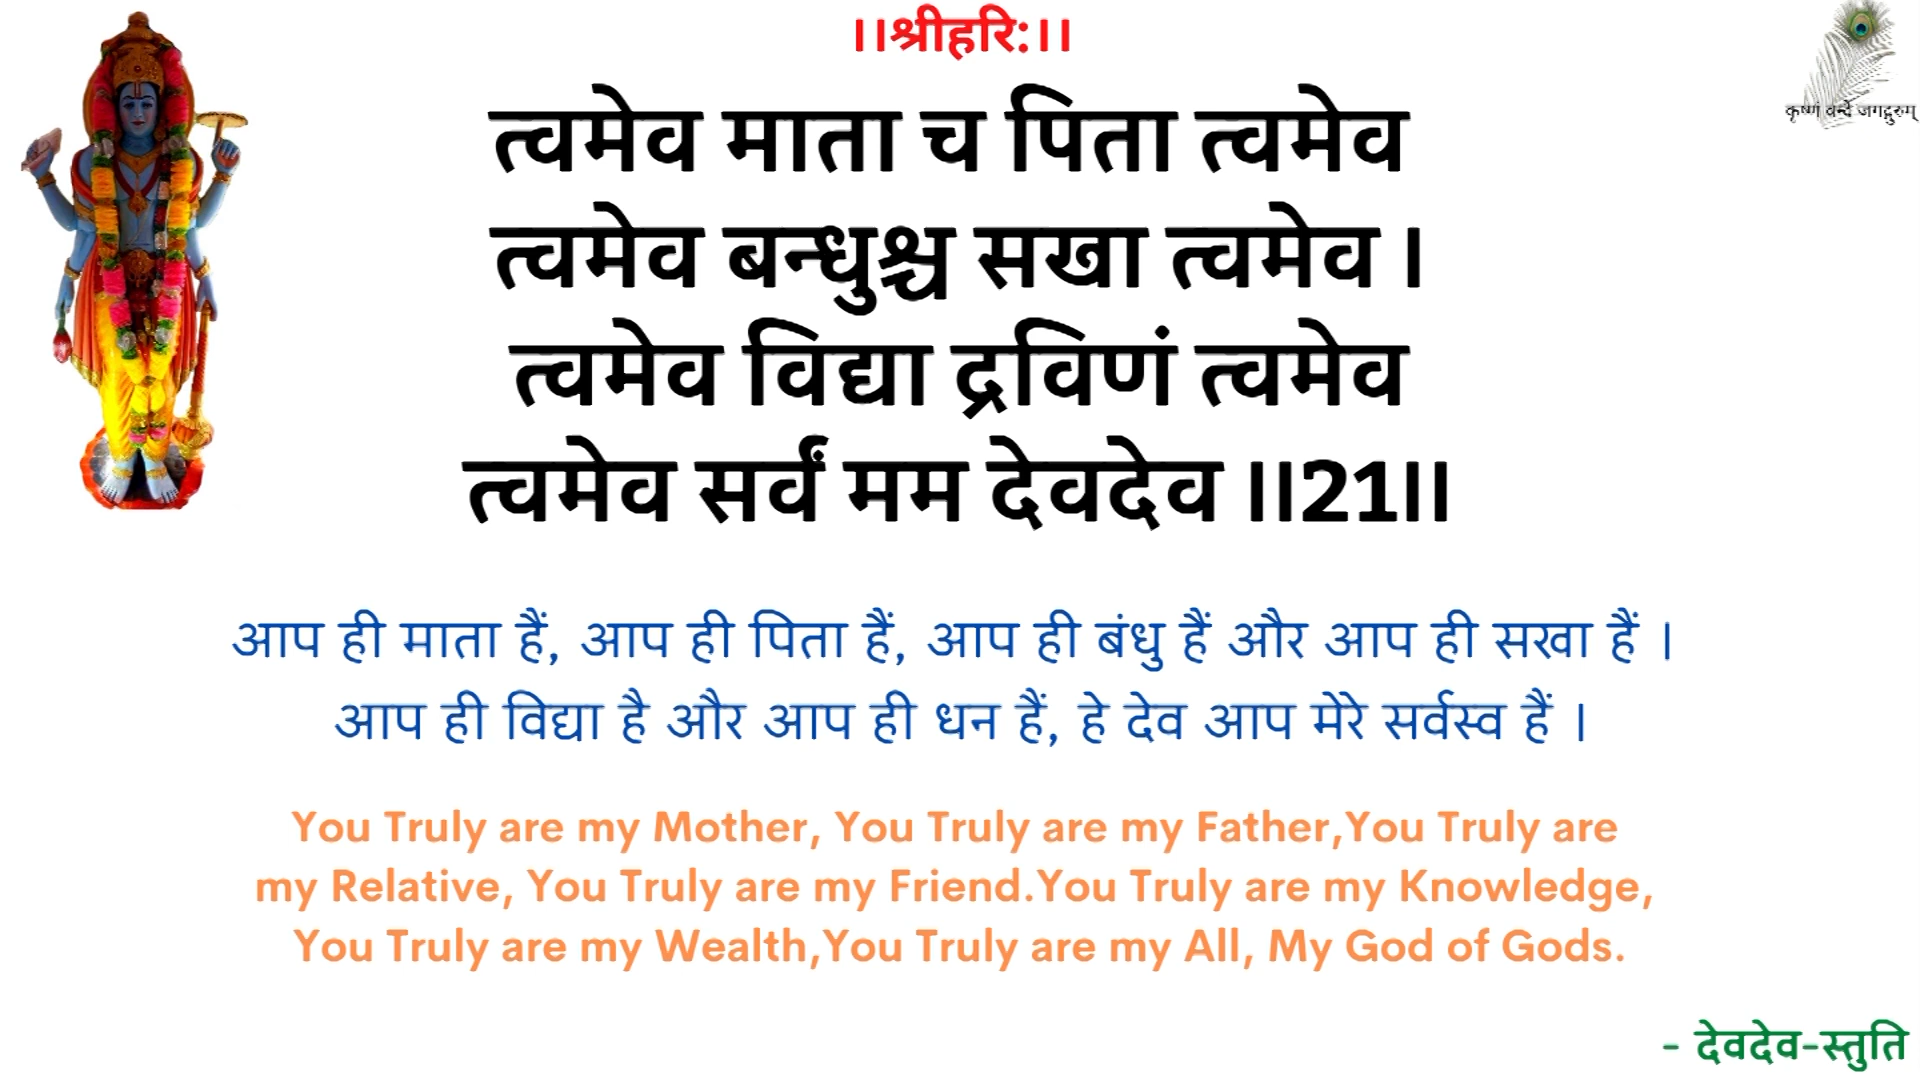 ।।श्रीहरि:।।
कृष्णं वन्दे जगद्गुरुम्
त्वमेव माता च पिता त्वमेव
त्वमेव बन्धुश्च सखा त्वमेव ।
त्वमेव विद्या द्रविणं त्वमेव
त्वमेव सर्वं मम देवदेव ।।21।।
आप ही माता हैं, आप ही पिता हैं, आप ही बंधु हैं और आप ही सखा हैं ।
आप ही विद्या है और आप ही धन हैं, हे देव आप मेरे सर्वस्व हैं ।
You Truly are my Mother, You Truly are my Father,You Truly are
my Relative, You Truly are my Friend.You Truly are my Knowledge,
You Truly are my Wealth,You Truly are my All, My God of Gods.
- देवदेव-स्तुति